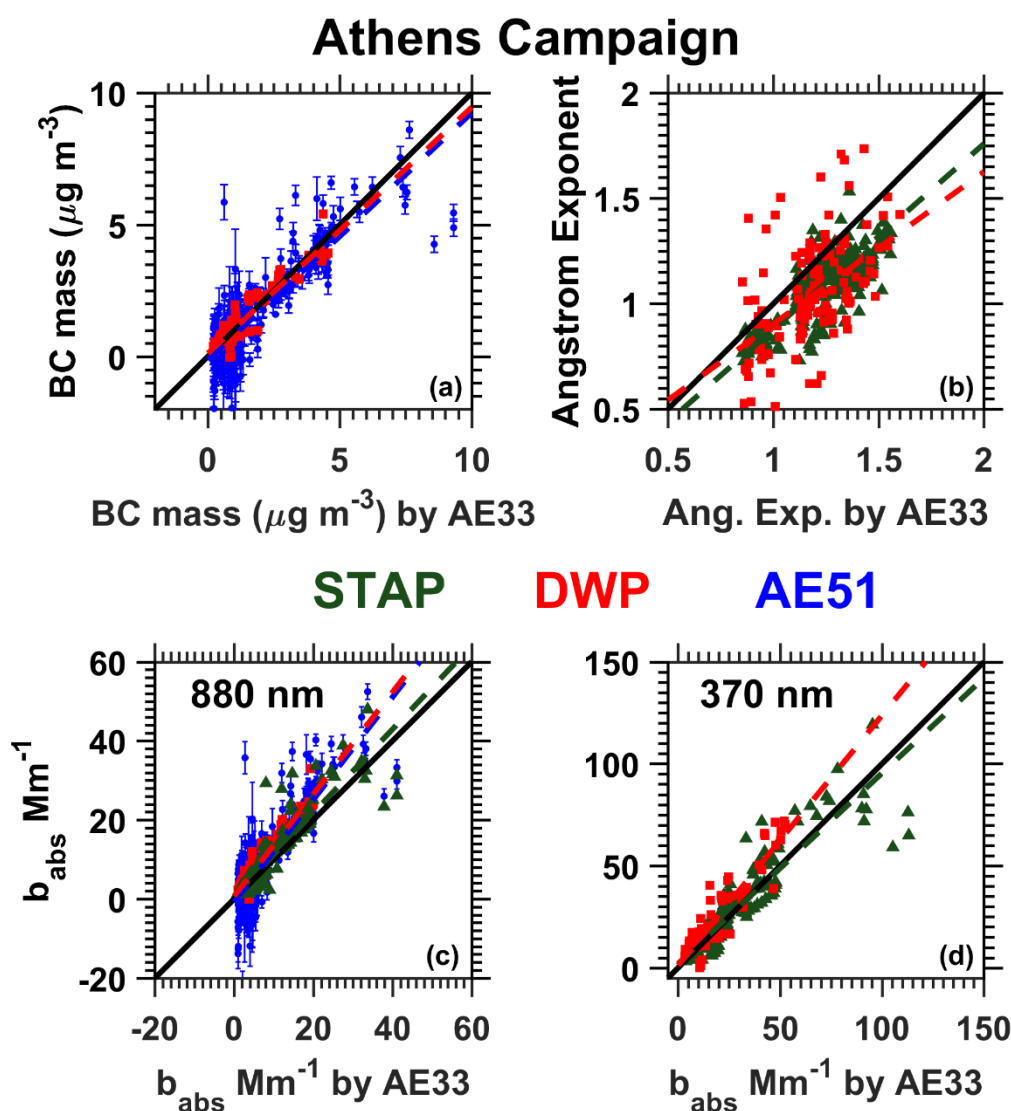 Athens Campaign
BC mass (μg m⁻³)
10
5
0
0
5
10
(a)
BC mass (μg m⁻³) by AE33
Angstrom Exponent
2
1.5
1
0.5
0.5
1
1.5
2
(b)
Ang. Exp. by AE33
STAP DWP AE51
b_abs Mm⁻¹
60
40
20
0
-20
-20
0
20
40
60
880 nm
(c)
b_abs Mm⁻¹ by AE33
150
100
50
0
0
50
100
150
370 nm
(d)
b_abs Mm⁻¹ by AE33